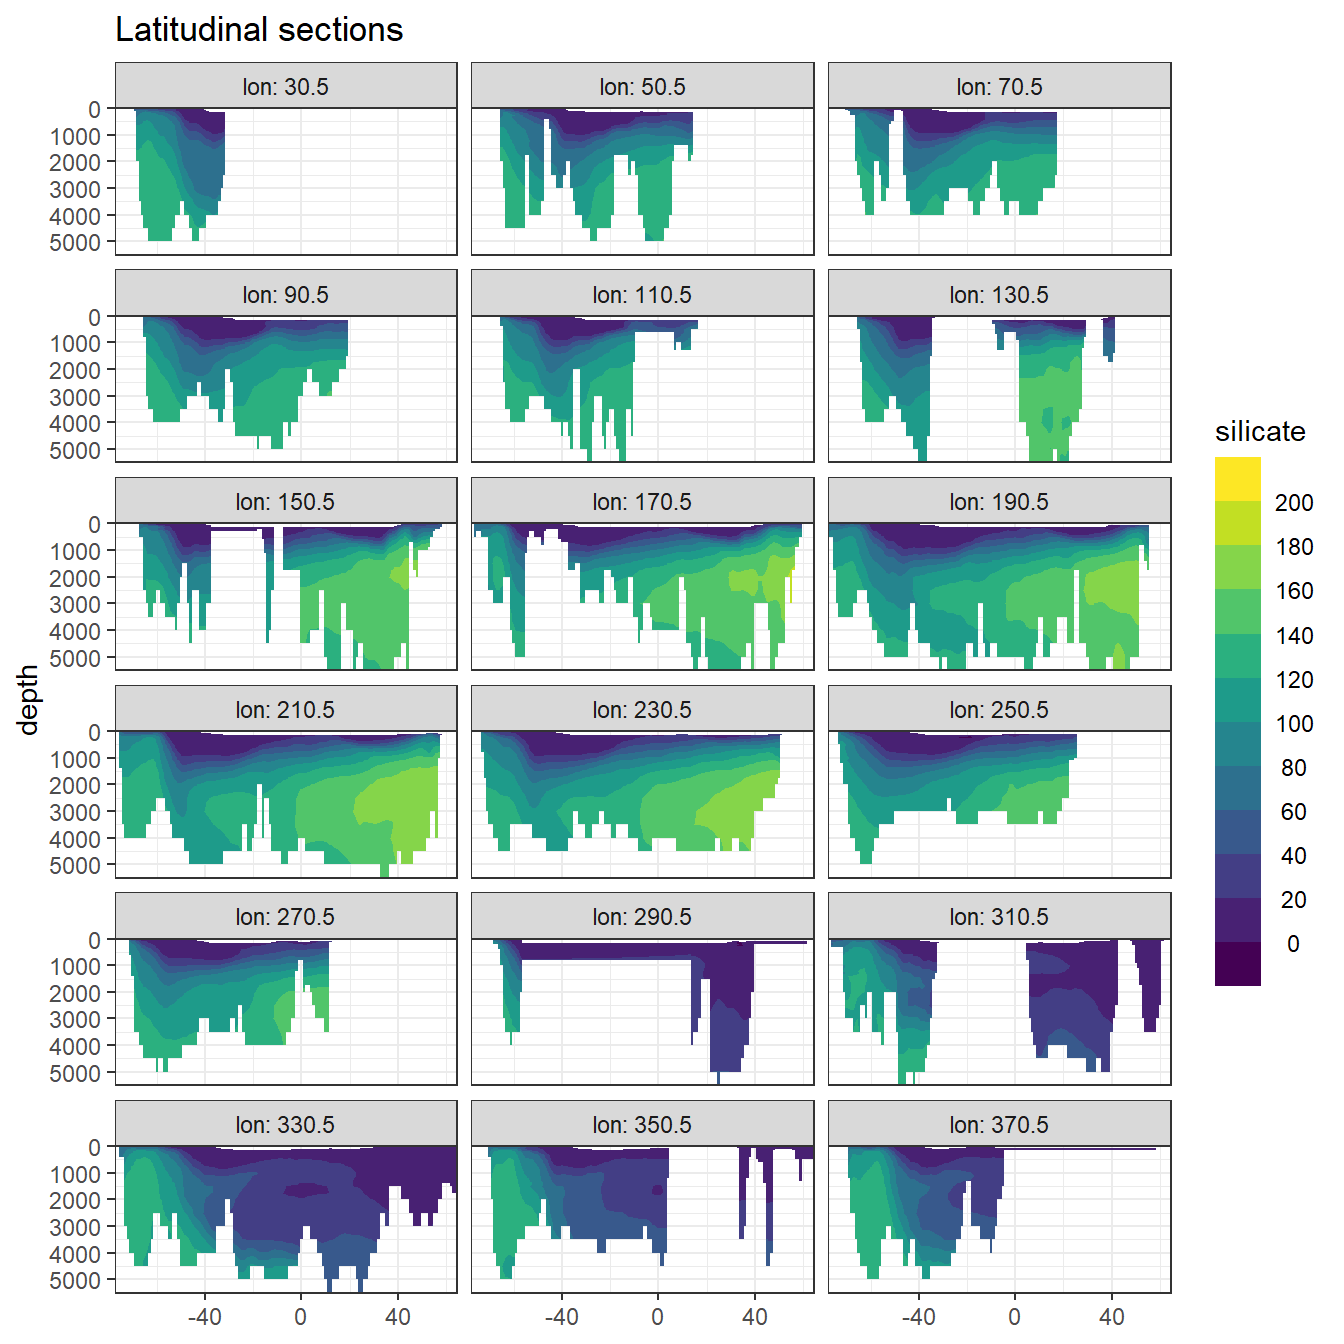 Latitudinal sections
lon: 30.5
lon: 50.5
lon: 70.5
0
1000
2000
3000
4000
5000
lon: 90.5
lon: 110.5
lon: 130.5
0
1000
2000
3000
4000
5000
lon: 150.5
lon: 170.5
lon: 190.5
0
1000
2000
3000
4000
5000
lon: 210.5
lon: 230.5
lon: 250.5
0
1000
2000
3000
4000
5000
lon: 270.5
lon: 290.5
lon: 310.5
0
1000
2000
3000
4000
5000
lon: 330.5
lon: 350.5
lon: 370.5
0
1000
2000
3000
4000
5000
-40 0 40
-40 0 40
-40 0 40
depth
silicate
200
180
160
140
120
100
80
60
40
20
0